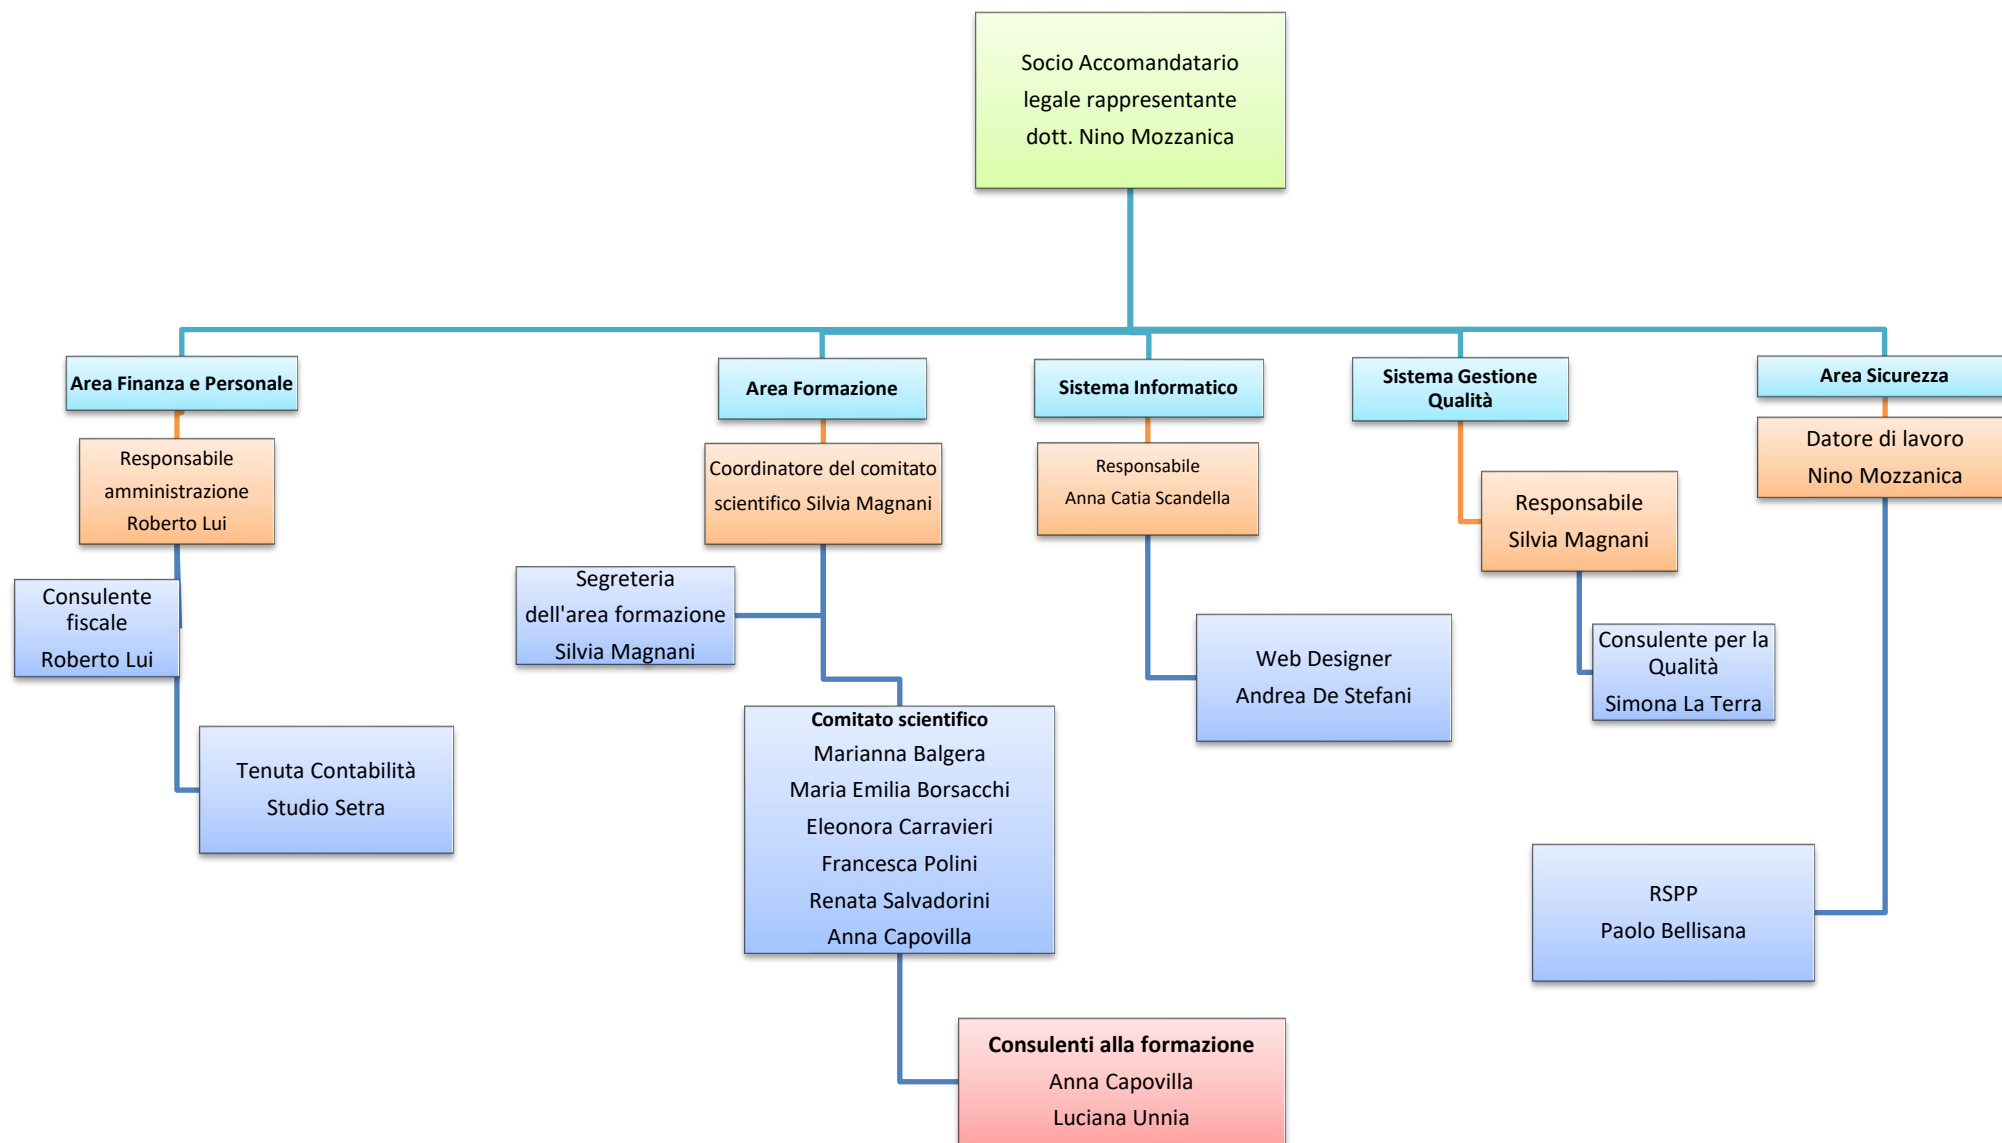 Socio Accomandatario
legale rappresentante
dott. Nino Mozzanica
Area Finanza e Personale
Responsabile
amministrazione
Roberto Lui
Consulente
fiscale
Roberto Lui
Tenuta Contabilità
Studio Setra
Area Formazione
Coordinatore del comitato
scientifico Silvia Magnani
Segreteria
dell'area formazione
Silvia Magnani
Comitato scientifico
Marianna Balgera
Maria Emilia Borsacchi
Eleonora Carravieri
Francesca Polini
Renata Salvadorini
Anna Capovilla
Consulenti alla formazione
Anna Capovilla
Luciana Unnia
Sistema Informatico
Responsabile
Anna Catia Scandella
Web Designer
Andrea De Stefani
Sistema Gestione
Qualità
Responsabile
Silvia Magnani
Consulente per la
Qualità
Simona La Terra
Area Sicurezza
Datore di lavoro
Nino Mozzanica
RSPP
Paolo Bellisana